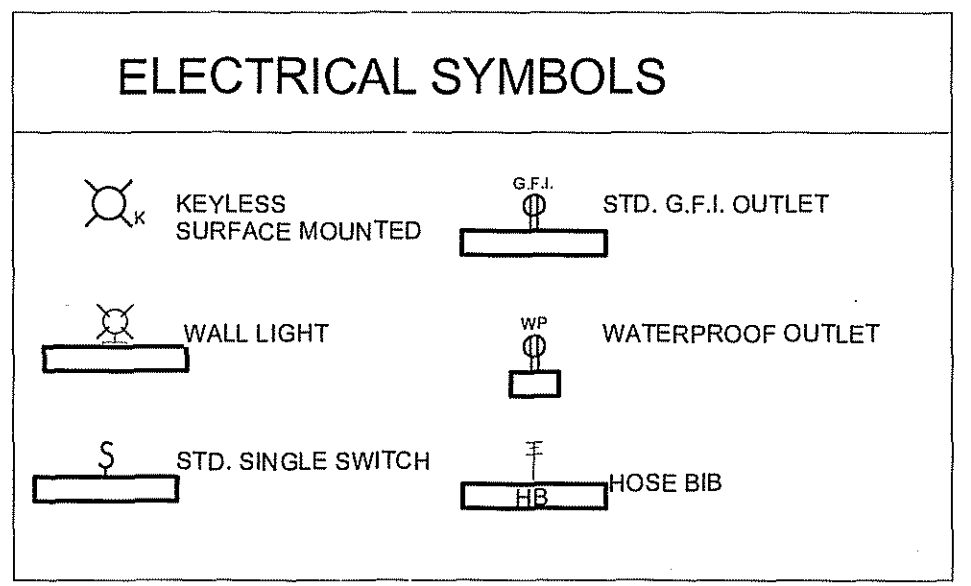 ELECTRICAL SYMBOLS
K
KEYLESS
SURFACE MOUNTED
G.F.I.
STD. G.F.I. OUTLET
WALL LIGHT
WP
WATERPROOF OUTLET
S
STD. SINGLE SWITCH
HB
HOSE BIB